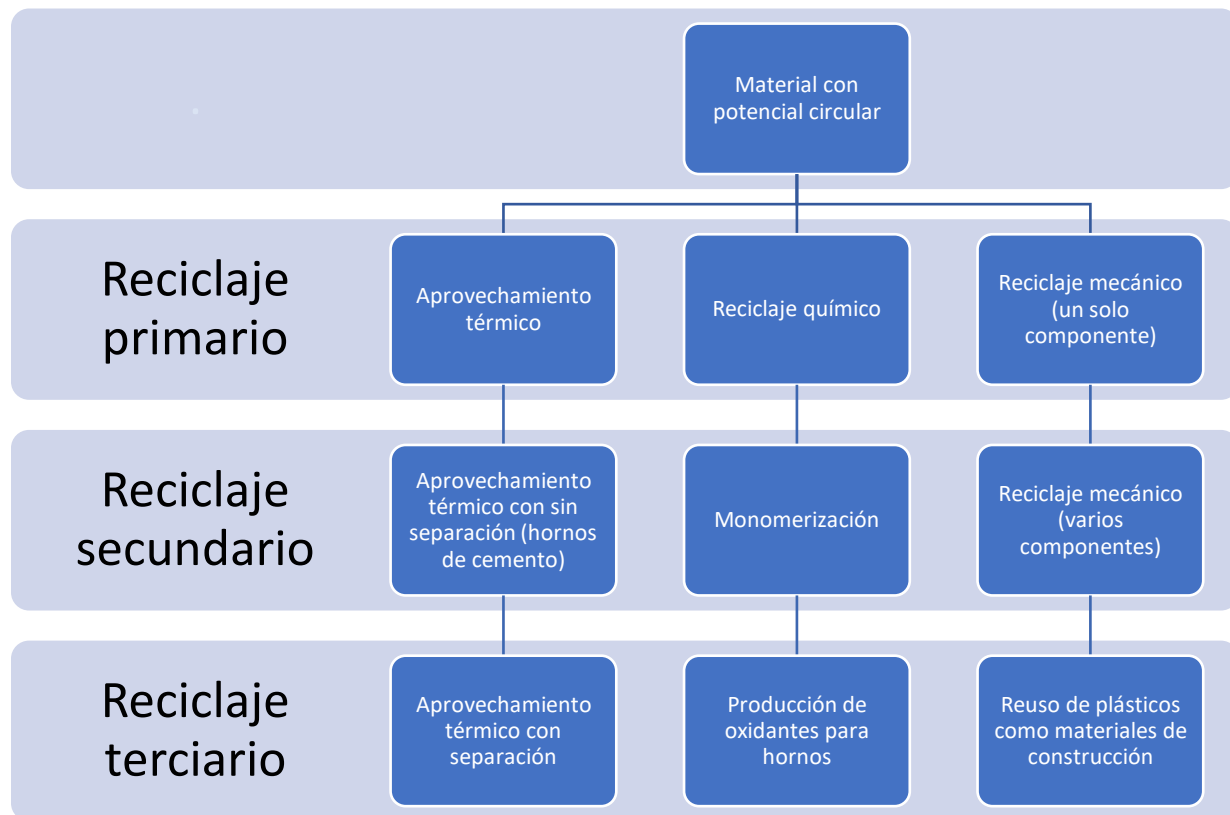 Material con
potencial circular
Reciclaje
primario
Aprovechamiento
térmico
Reciclaje químico
Reciclaje mecánico
(un solo
componente)
Reciclaje
secundario
Aprovechamiento
térmico con sin
separación (hornos
de cemento)
Monomerización
Reciclaje mecánico
(varios
componentes)
Reciclaje
terciario
Aprovechamiento
térmico con
separación
Producción de
oxidantes para
hornos
Reuso de plásticos
como materiales de
construcción